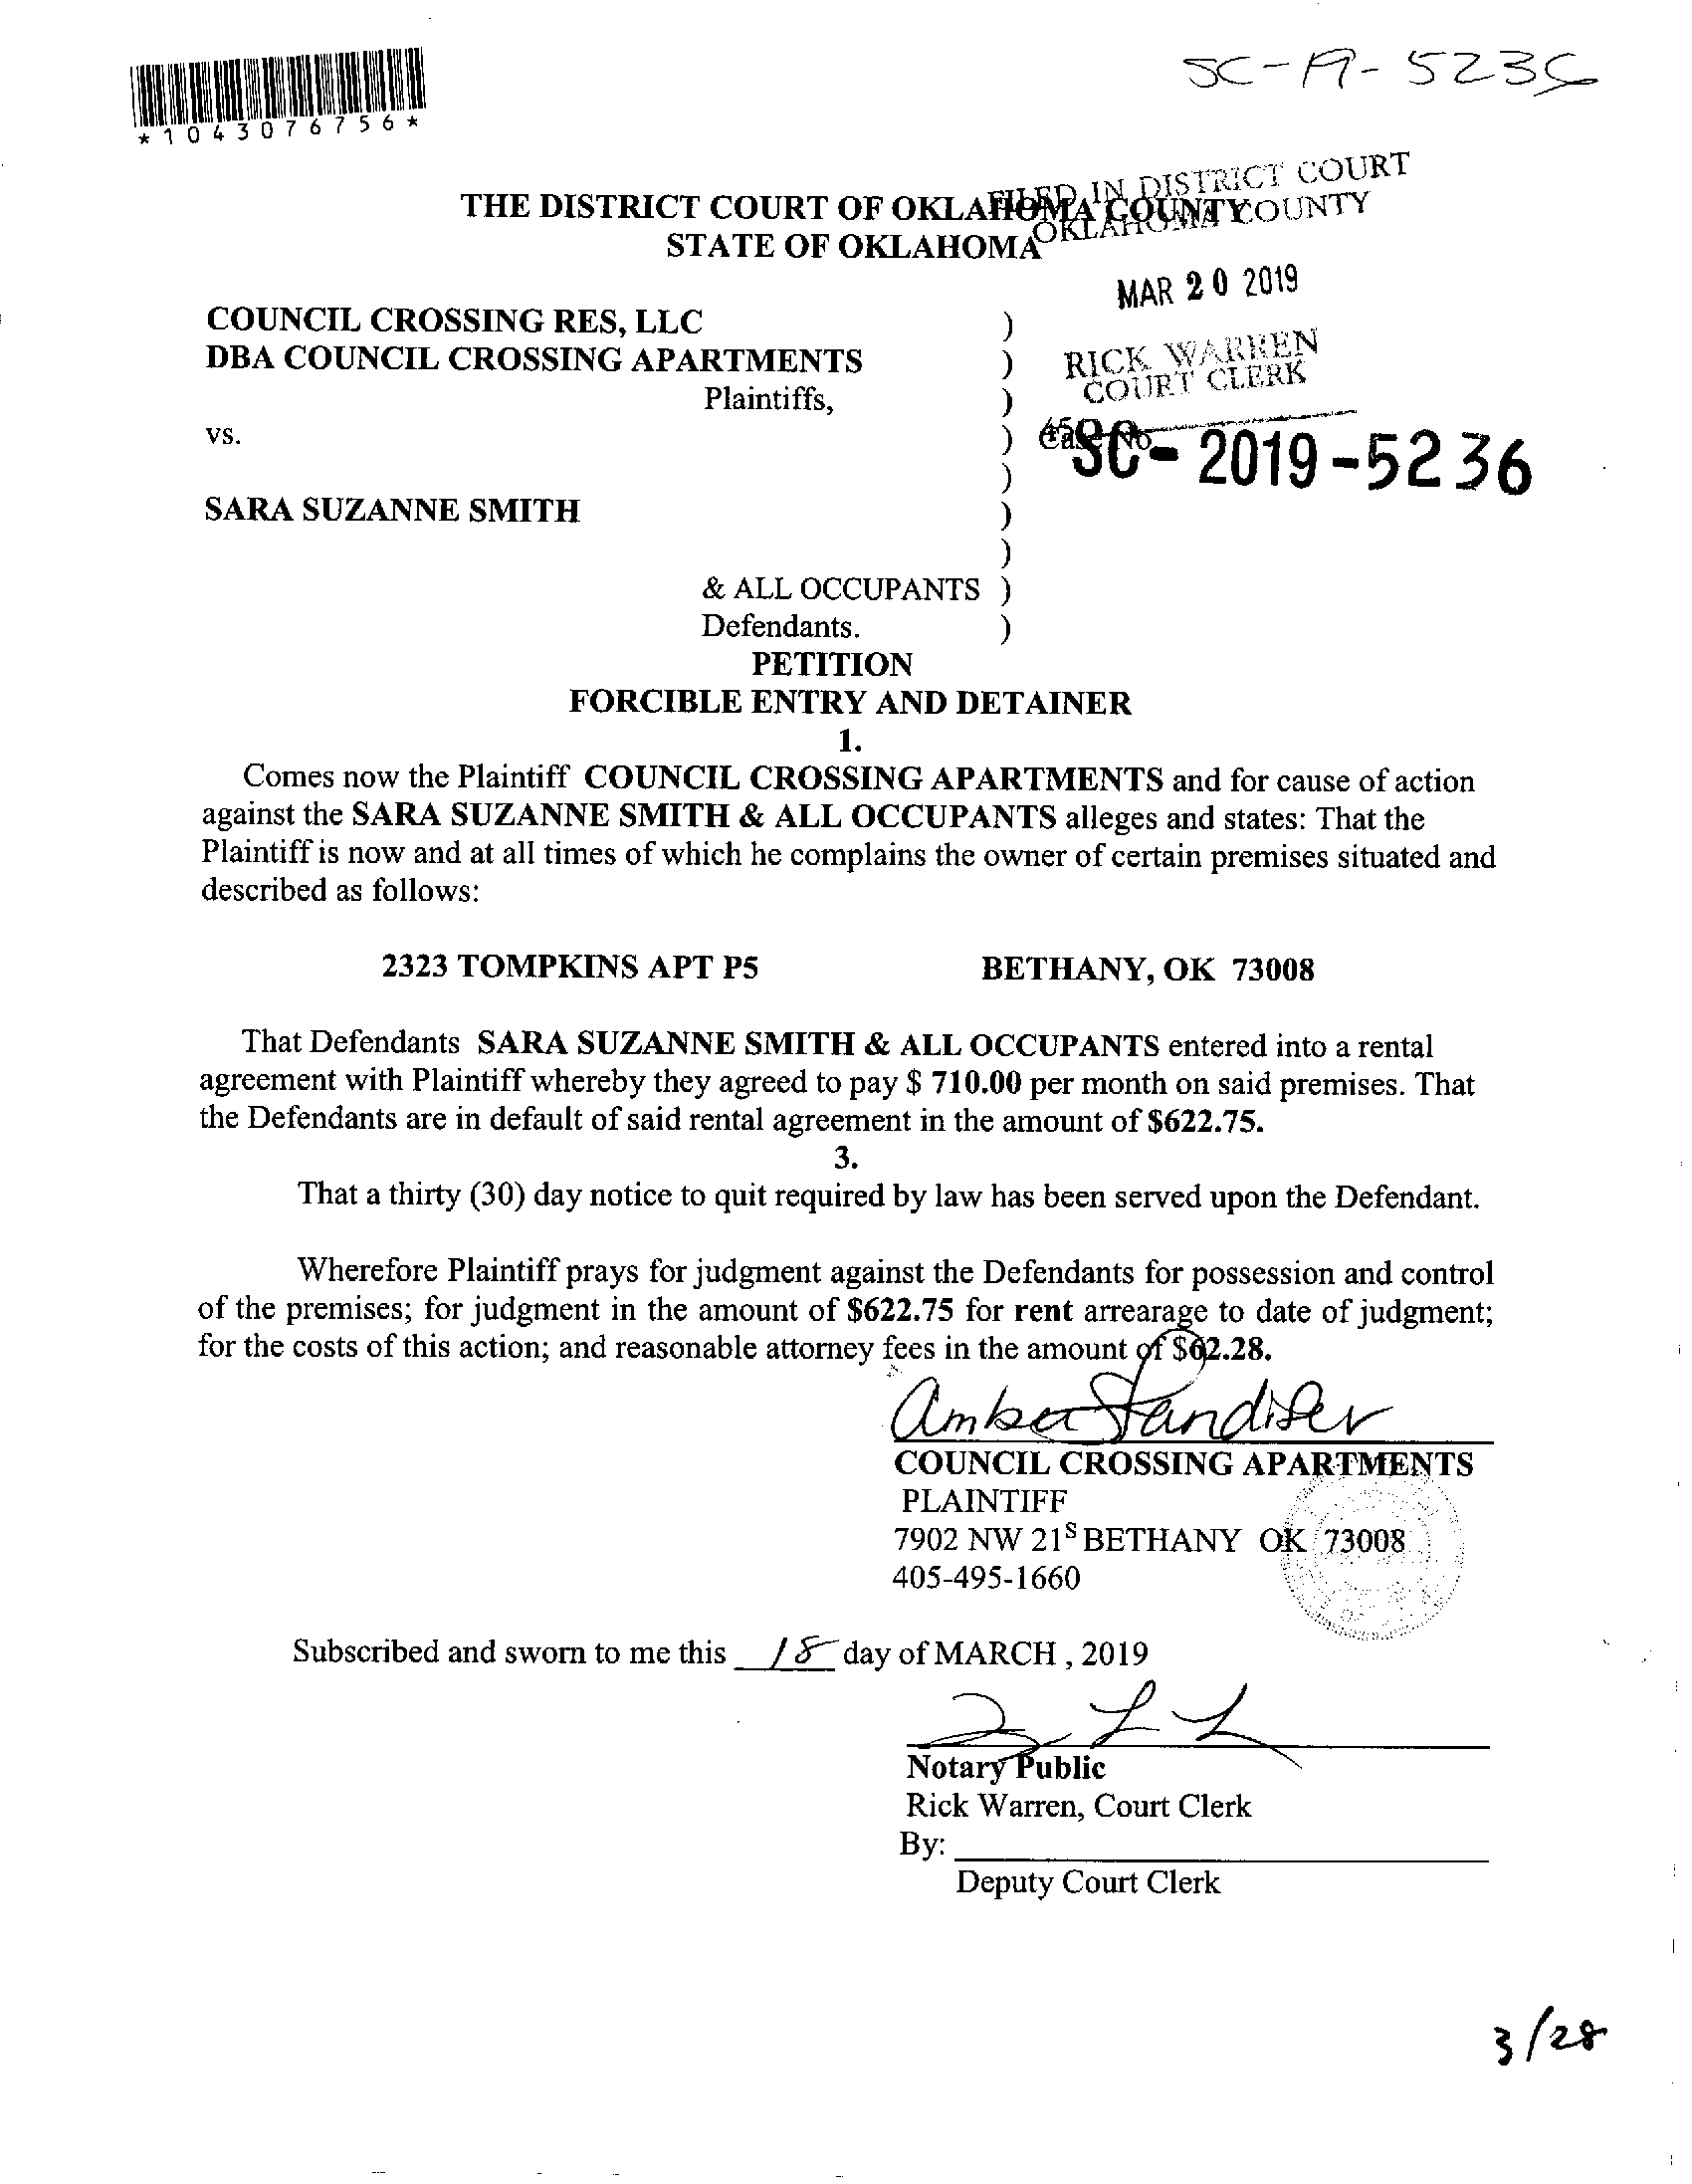 SC-19-5236
*1043076756*
FILED IN DISTRICT COURT
OKLAHOMA COUNTY
THE DISTRICT COURT OF OKLAHOMA COUNTY
STATE OF OKLAHOMA
MAR 20 2019
COUNCIL CROSSING RES, LLC )
DBA COUNCIL CROSSING APARTMENTS )
RICK WARREN
COURT CLERK
Plaintiffs, )
vs. ) Case No.
SC- 2019-5236
)
SARA SUZANNE SMITH )
)
& ALL OCCUPANTS )
Defendants. )
PETITION
FORCIBLE ENTRY AND DETAINER
1.
Comes now the Plaintiff COUNCIL CROSSING APARTMENTS and for cause of action
against the SARA SUZANNE SMITH & ALL OCCUPANTS alleges and states: That the
Plaintiff is now and at all times of which he complains the owner of certain premises situated and
described as follows:
2323 TOMPKINS APT P5 BETHANY, OK 73008
That Defendants SARA SUZANNE SMITH & ALL OCCUPANTS entered into a rental
agreement with Plaintiff whereby they agreed to pay $ 710.00 per month on said premises. That
the Defendants are in default of said rental agreement in the amount of $622.75.
3.
That a thirty (30) day notice to quit required by law has been served upon the Defendant.
Wherefore Plaintiff prays for judgment against the Defendants for possession and control
of the premises; for judgment in the amount of $622.75 for rent arrearage to date of judgment;
for the costs of this action; and reasonable attorney fees in the amount of $62.28.
Amber
COUNCIL CROSSING APARTMENTS
PLAINTIFF
7902 NW 21S BETHANY OK 73008
405-495-1660
Subscribed and sworn to me this 18 day of MARCH , 2019
Notary Public
Rick Warren, Court Clerk
By:
Deputy Court Clerk
3/28